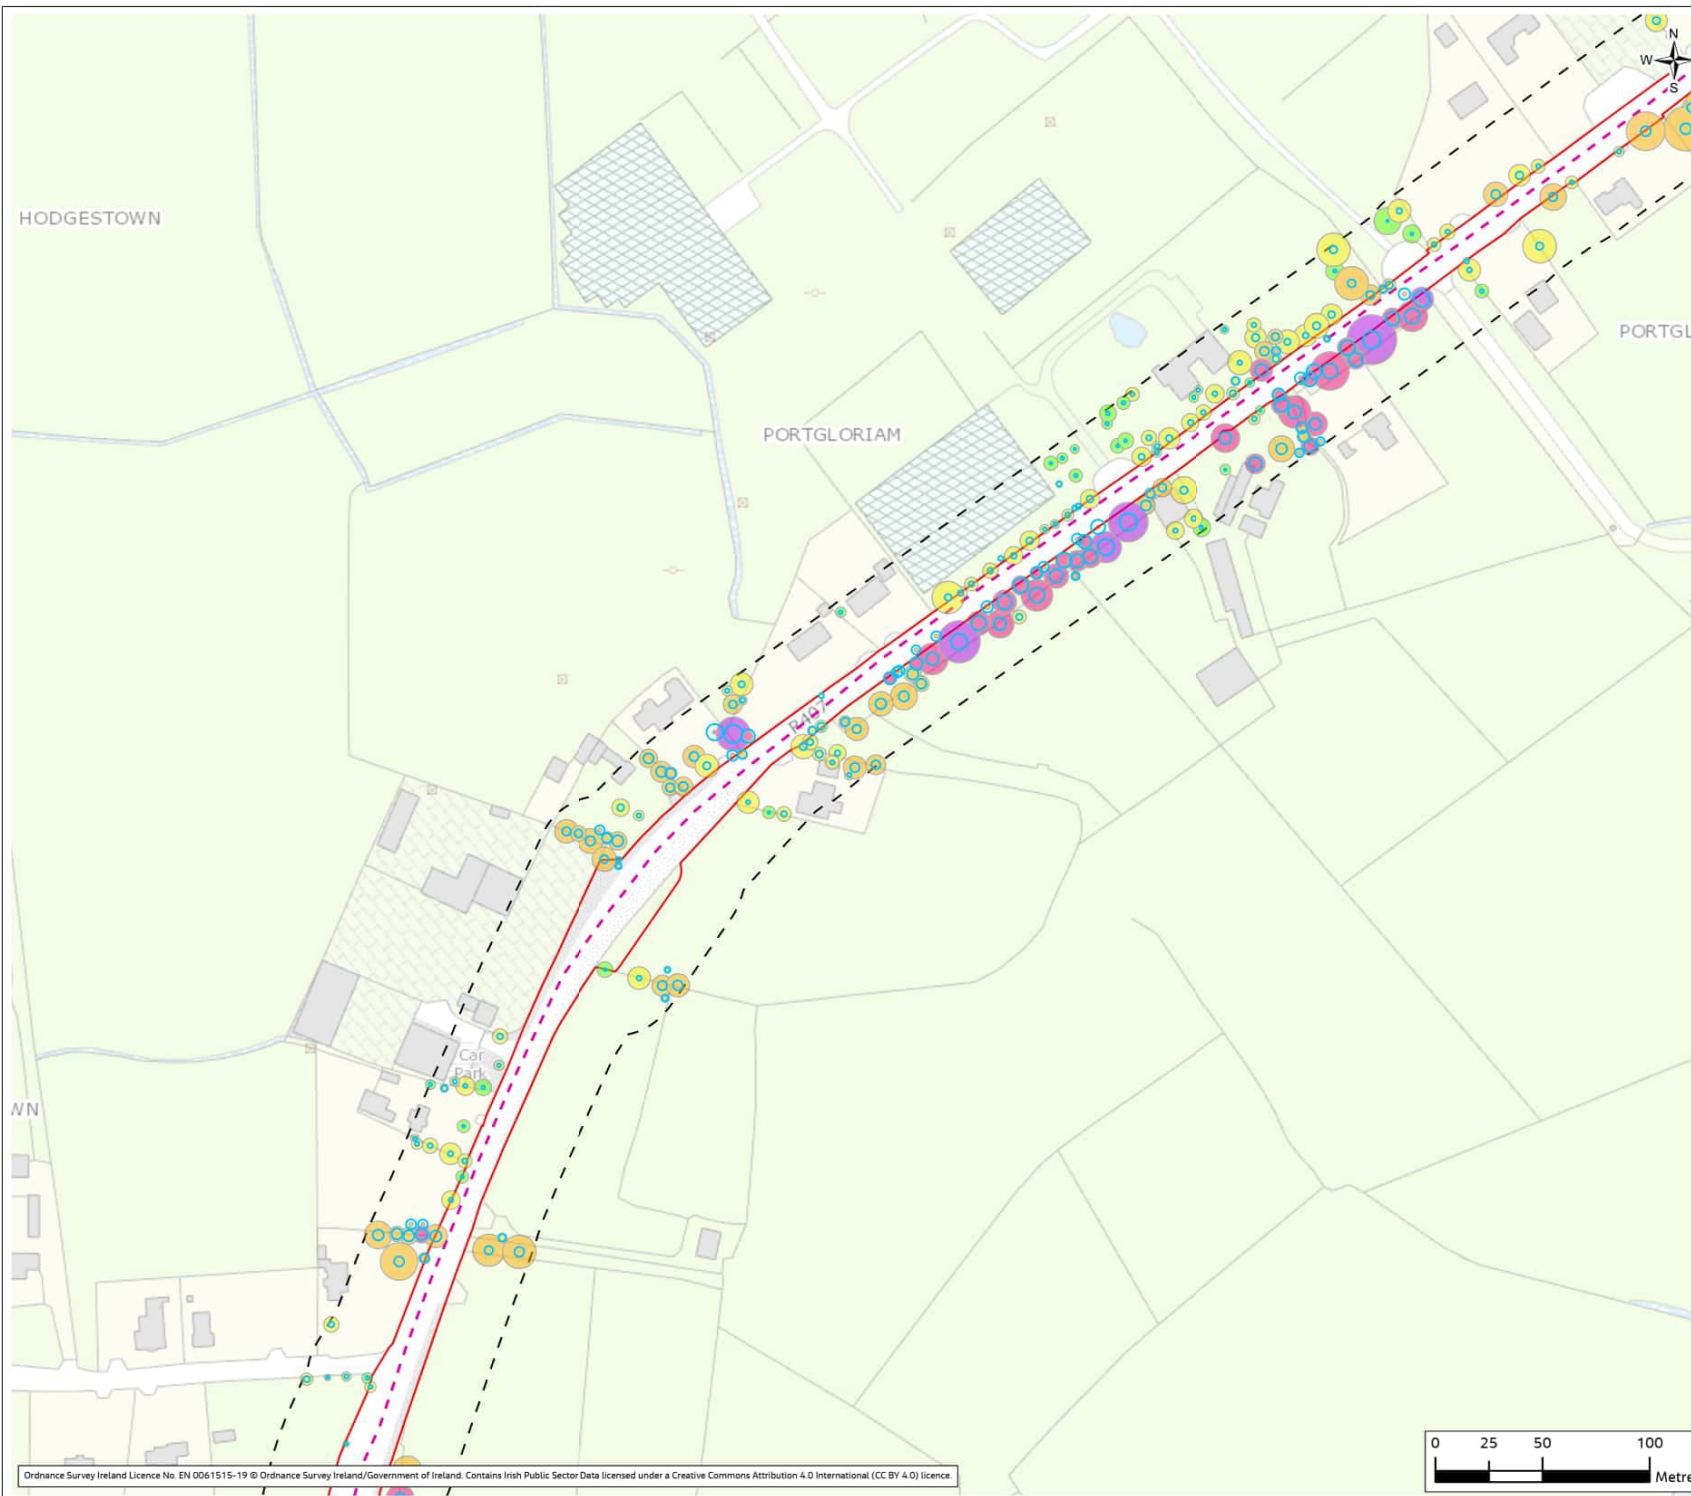 N
W
S
HODGESTOWN
PORTGL
PORTGLORIAM
R407
Car
Park
WN
0 25 50 100
Metre
Ordnance Survey Ireland Licence No. EN 0061515-19 © Ordnance Survey Ireland/Government of Ireland. Contains Irish Public Sector Data licensed under a Creative Commons Attribution 4.0 International (CC BY 4.0) licence.